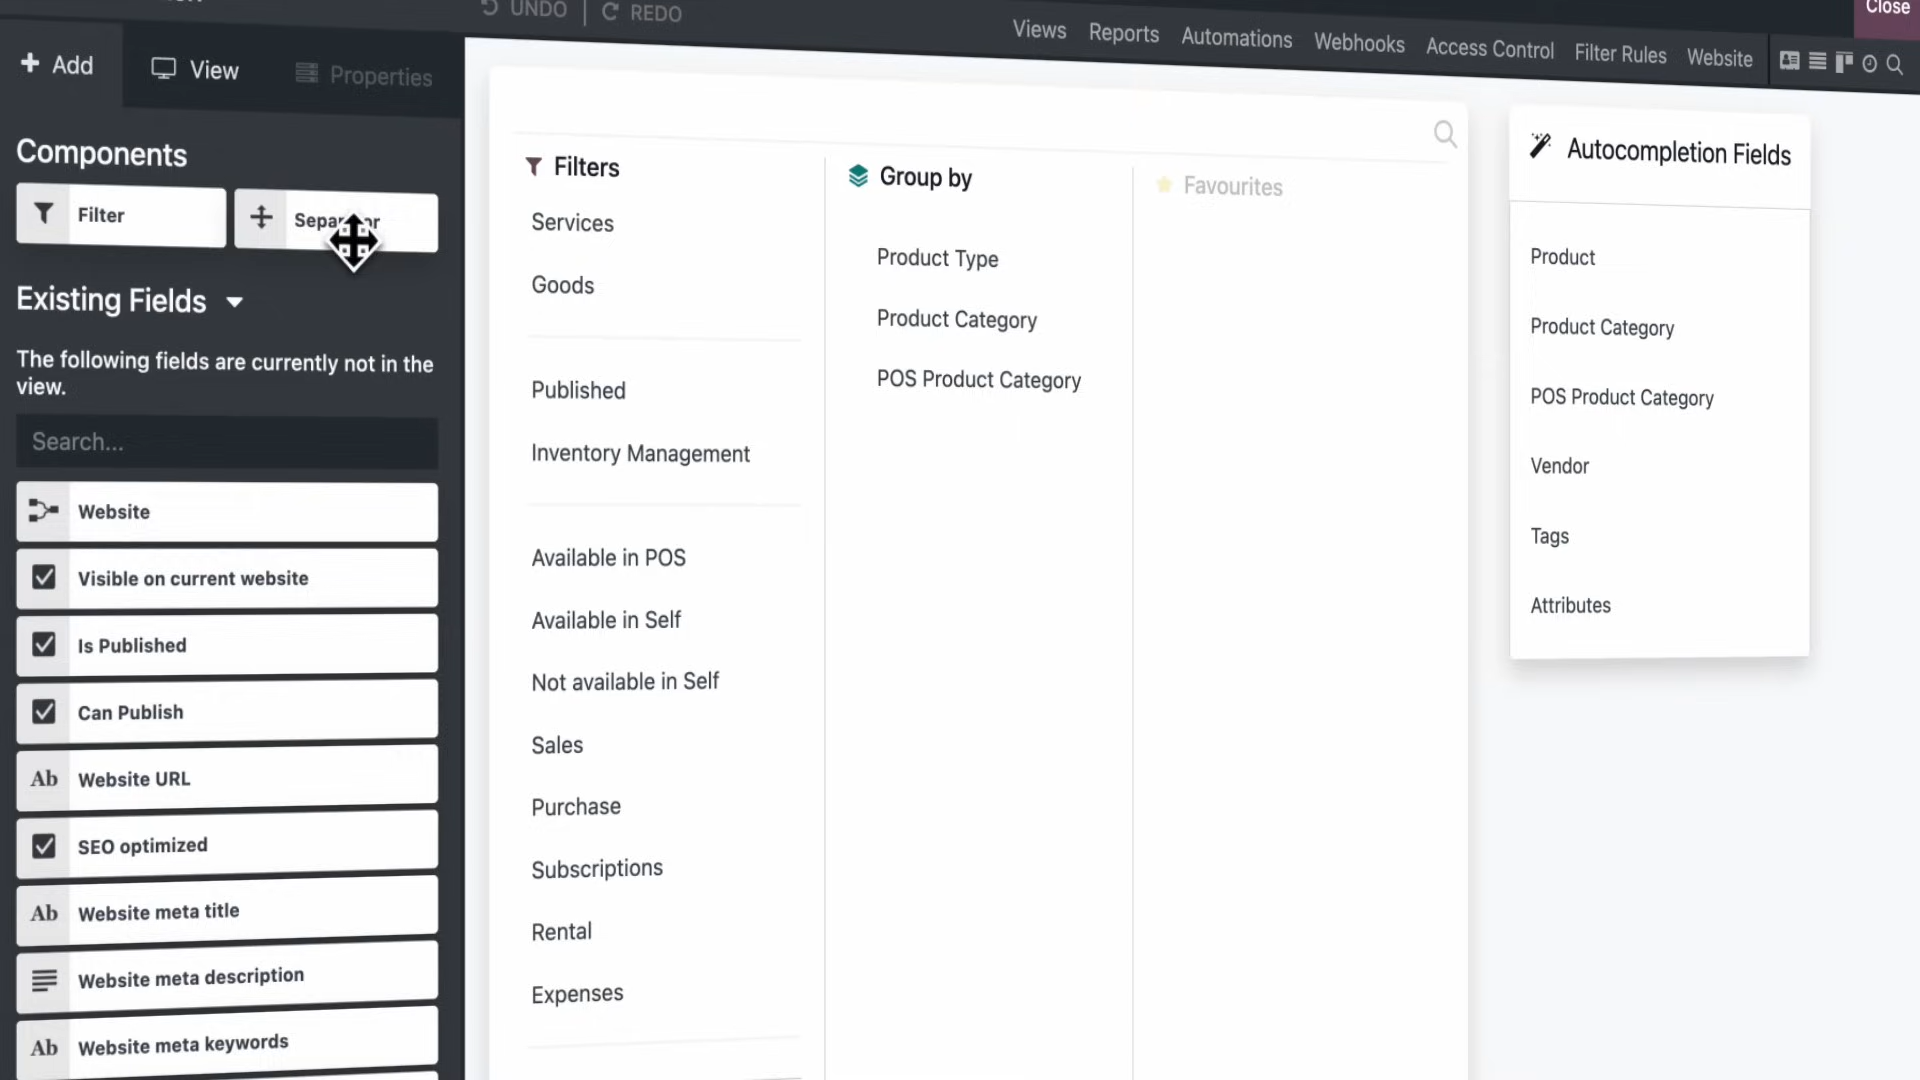 UNDO
REDO
Close
Views
Reports
Automations
Webhooks
Access Control
Filter Rules
Website
Add
View
Properties
Components
Filter
Existing Fields
The following fields are currently not in the
view.
Search...
Website
Visible on current website
Is Published
Can Publish
Ab Website URL
SEO optimized
Ab Website meta title
Website meta description
Ab Website meta keywords
Filters
Services
Goods
Published
Inventory Management
Available in POS
Available in Self
Not available in Self
Sales
Purchase
Subscriptions
Rental
Expenses
Group by
Product Type
Product Category
POS Product Category
Favourites
Autocompletion Fields
Product
Product Category
POS Product Category
Vendor
Tags
Attributes